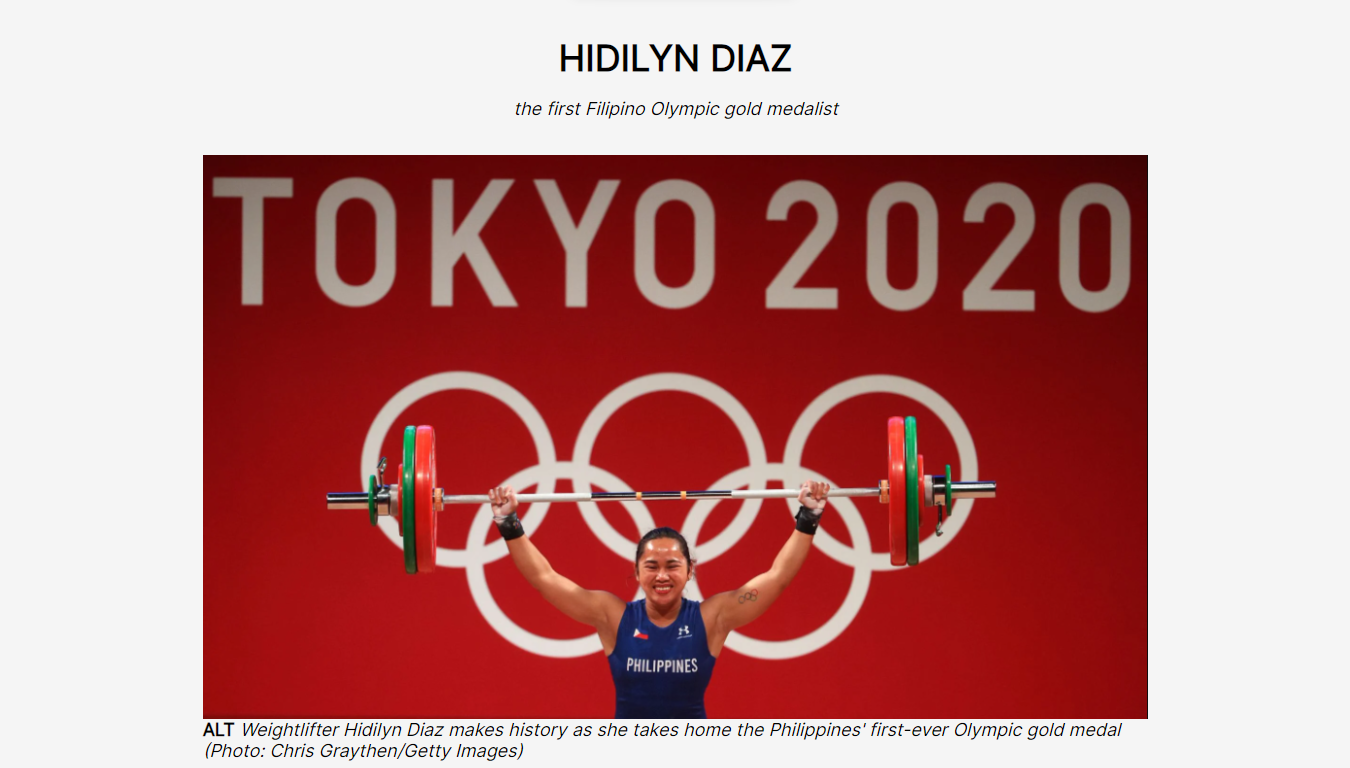 HIDILYN DIAZ
the first Filipino Olympic gold medalist
TOKYO 2020
PHILIPPINES
ALT Weightlifter Hidilyn Diaz makes history as she takes home the Philippines' first-ever Olympic gold medal
(Photo: Chris Graythen/Getty Images)